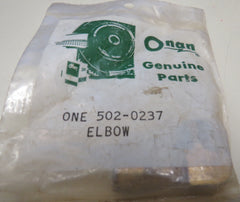 Onan
Genuine
Parts
ONE 502-0237
ELBOW